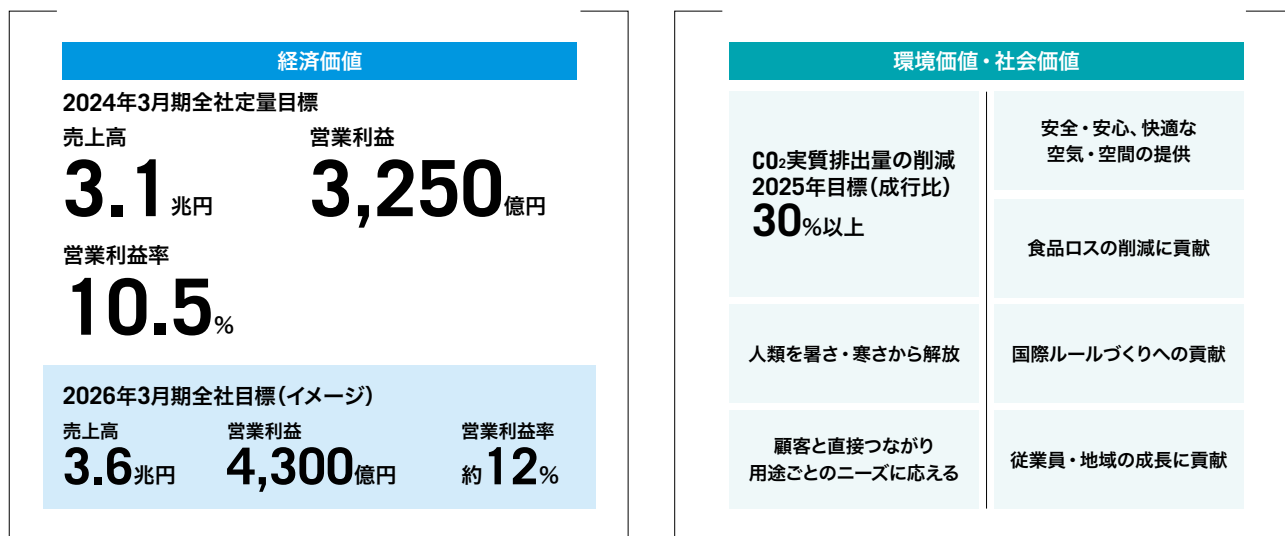 経済価値
2024年3月期全社定量目標
売上高
3.1兆円
営業利益
3,250億円
営業利益率
10.5%
2026年3月期全社目標(イメージ)
売上高
3.6兆円
営業利益
4,300億円
営業利益率
約12%
環境価値・社会価値
CO₂実質排出量の削減
2025年目標(成行比)
30%以上
人類を暑さ・寒さから解放
顧客と直接つながり
用途ごとのニーズに応える
安全・安心、快適な
空気・空間の提供
食品ロスの削減に貢献
国際ルールづくりへの貢献
従業員・地域の成長に貢献